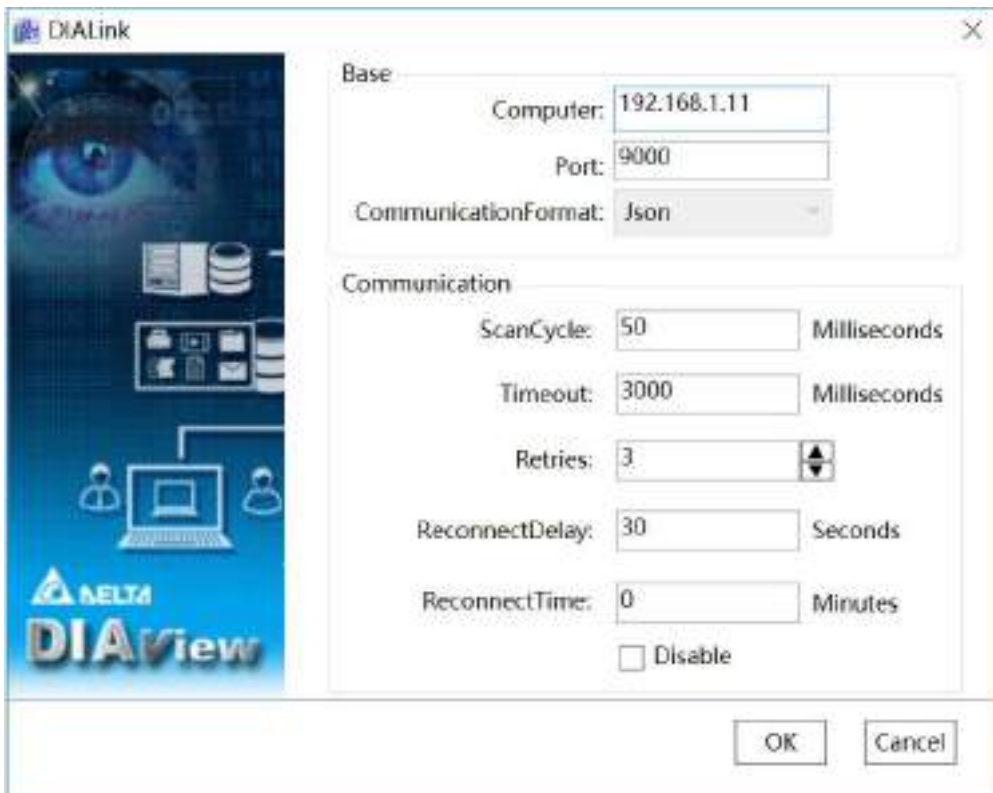 DIALink
Base
Computer: 192.168.1.11
Port: 9000
CommunicationFormat: Json
Communication
ScanCycle: 50 Milliseconds
Timeout: 3000 Milliseconds
Retries: 3
ReconnectDelay: 30 Seconds
ReconnectTime: 0 Minutes
Disable
DELTA
DIAView
OK Cancel